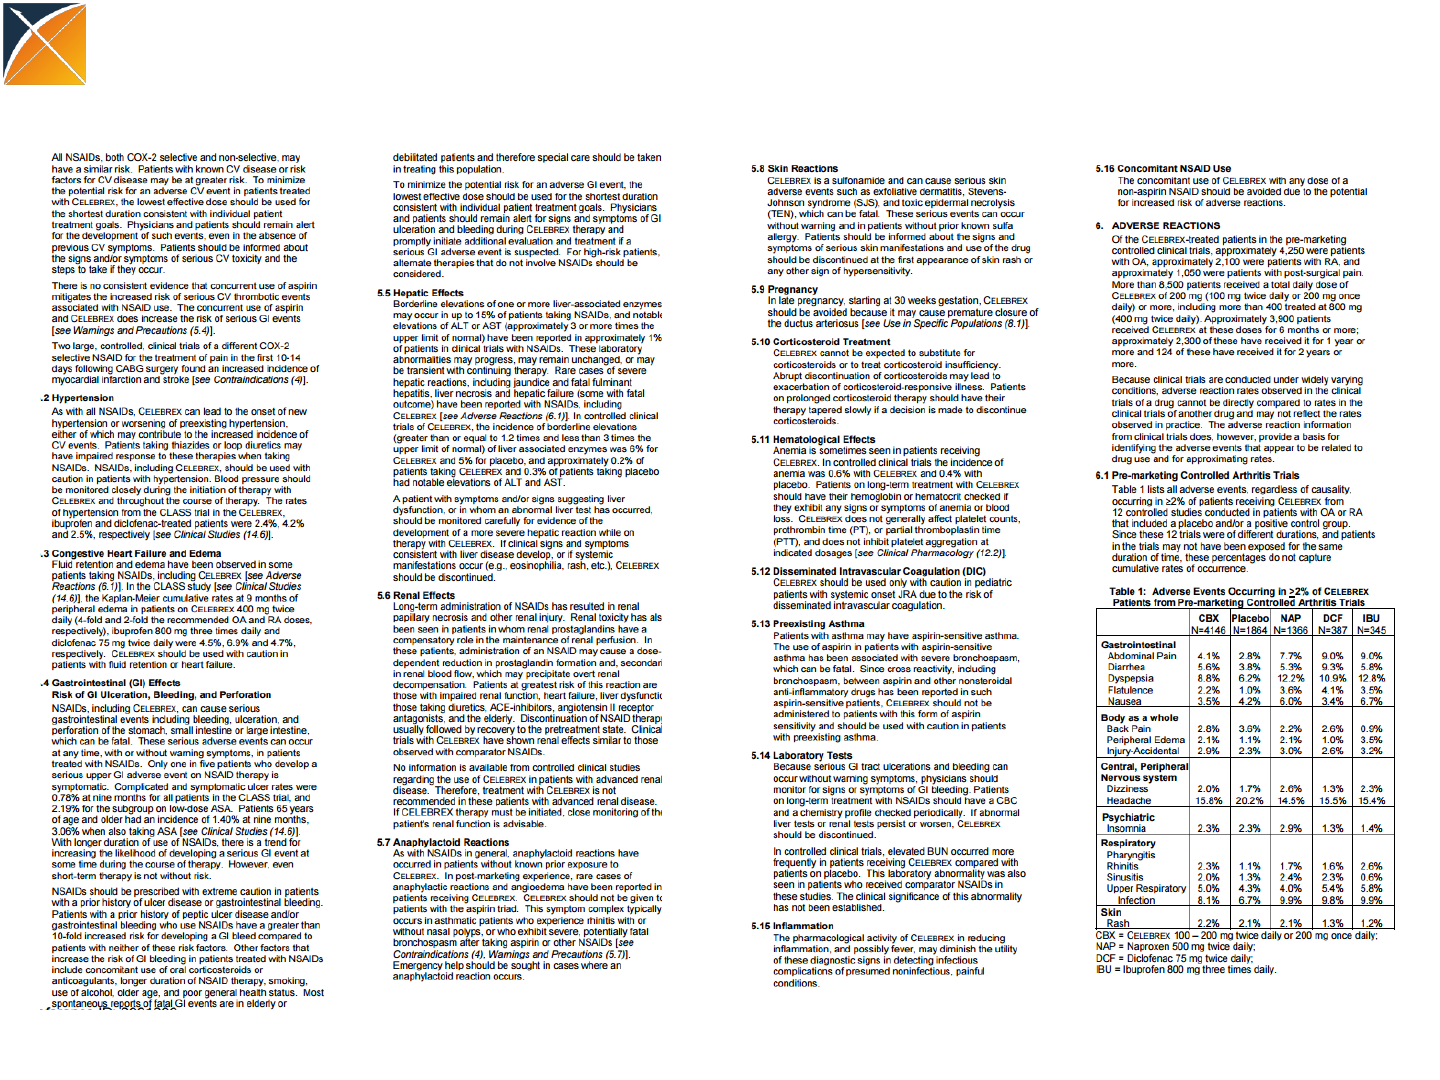 All NSAIDs, both COX-2 selective and non-selective, may
have a similar risk. Patients with known CV disease or risk
factors for CV disease may be at greater risk. To minimize
the potential risk for an adverse CV event in patients treated
with CELEBREX, the lowest effective dose should be used for
the shortest duration consistent with individual patient
treatment goals. Physicians and patients should remain alert
for the development of such events, even in the absence of
previous CV symptoms. Patients should be informed about
the signs and/or symptoms of serious CV toxicity and the
steps to take if they occur.
There is no consistent evidence that concurrent use of aspirin
mitigates the increased risk of serious CV thrombotic events
associated with NSAID use. The concurrent use of aspirin
and CELEBREX does increase the risk of serious GI events
[see Warnings and Precautions (5.4)].
Two large, controlled, clinical trials of a different COX-2
selective NSAID for the treatment of pain in the first 10-14
days following CABG surgery found an increased incidence of
myocardial infarction and stroke [see Contraindications (4)].
.2 Hypertension
As with all NSAIDs, CELEBREX can lead to the onset of new
hypertension or worsening of preexisting hypertension,
either of which may contribute to the increased incidence of
CV events. Patients taking thiazides or loop diuretics may
have impaired response to these therapies when taking
NSAIDs. NSAIDs, including CELEBREX, should be used with
caution in patients with hypertension. Blood pressure should
be monitored closely during the initiation of therapy with
CELEBREX and throughout the course of therapy. The rates
of hypertension from the CLASS trial in the CELEBREX,
ibuprofen and diclofenac-treated patients were 2.4%, 4.2%
and 2.5%, respectively [see Clinical Studies (14.6)].
.3 Congestive Heart Failure and Edema
Fluid retention and edema have been observed in some
patients taking NSAIDs, including CELEBREX [see Adverse
Reactions (6.1)]. In the CLASS study [see Clinical Studies
(14.6)], the Kaplan-Meier cumulative rates at 9 months of
peripheral edema in patients on CELEBREX 400 mg twice
daily (4-fold and 2-fold the recommended OA and RA doses,
respectively), ibuprofen 800 mg three times daily and
diclofenac 75 mg twice daily were 4.5%, 6.9% and 4.7%,
respectively. CELEBREX should be used with caution in
patients with fluid retention or heart failure.
.4 Gastrointestinal (GI) Effects
Risk of GI Ulceration, Bleeding, and Perforation
NSAIDs, including CELEBREX, can cause serious
gastrointestinal events including bleeding, ulceration, and
perforation of the stomach, small intestine or large intestine,
which can be fatal. These serious adverse events can occur
at any time, with or without warning symptoms, in patients
treated with NSAIDs. Only one in five patients who develop a
serious upper GI adverse event on NSAID therapy is
symptomatic. Complicated and symptomatic ulcer rates were
0.78% at nine months for all patients in the CLASS trial, and
2.19% for the subgroup on low-dose ASA. Patients 65 years
of age and older had an incidence of 1.40% at nine months,
3.06% when also taking ASA [see Clinical Studies (14.6)].
With longer duration of use of NSAIDs, there is a trend for
increasing the likelihood of developing a serious GI event at
some time during the course of therapy. However, even
short-term therapy is not without risk.
NSAIDs should be prescribed with extreme caution in patients
with a prior history of ulcer disease or gastrointestinal bleeding.
Patients with a prior history of peptic ulcer disease and/or
gastrointestinal bleeding who use NSAIDs have a greater than
10-fold increased risk for developing a GI bleed compared to
patients with neither of these risk factors. Other factors that
increase the risk of GI bleeding in patients treated with NSAIDs
include concomitant use of oral corticosteroids or
anticoagulants, longer duration of NSAID therapy, smoking,
use of alcohol, older age, and poor general health status. Most
spontaneous reports of fatal GI events are in elderly or
debilitated patients and therefore special care should be taken
in treating this population.
To minimize the potential risk for an adverse GI event, the
lowest effective dose should be used for the shortest duration
consistent with individual patient treatment goals. Physicians
and patients should remain alert for signs and symptoms of GI
ulceration and bleeding during CELEBREX therapy and
promptly initiate additional evaluation and treatment if a
serious GI adverse event is suspected. For high-risk patients,
alternate therapies that do not involve NSAIDs should be
considered.
5.5 Hepatic Effects
Borderline elevations of one or more liver-associated enzymes
may occur in up to 15% of patients taking NSAIDs, and notable
elevations of ALT or AST (approximately 3 or more times the
upper limit of normal) have been reported in approximately 1%
of patients in clinical trials with NSAIDs. These laboratory
abnormalities may progress, may remain unchanged, or may
be transient with continuing therapy. Rare cases of severe
hepatic reactions, including jaundice and fatal fulminant
hepatitis, liver necrosis and hepatic failure (some with fatal
outcome) have been reported with NSAIDs, including
CELEBREX [see Adverse Reactions (6.1)]. In controlled clinical
trials of CELEBREX, the incidence of borderline elevations
(greater than or equal to 1.2 times and less than 3 times the
upper limit of normal) of liver associated enzymes was 6% for
CELEBREX and 5% for placebo, and approximately 0.2% of
patients taking CELEBREX and 0.3% of patients taking placebo
had notable elevations of ALT and AST.
A patient with symptoms and/or signs suggesting liver
dysfunction, or in whom an abnormal liver test has occurred,
should be monitored carefully for evidence of the
development of a more severe hepatic reaction while on
therapy with CELEBREX. If clinical signs and symptoms
consistent with liver disease develop, or if systemic
manifestations occur (e.g., eosinophilia, rash, etc.), CELEBREX
should be discontinued.
5.6 Renal Effects
Long-term administration of NSAIDs has resulted in renal
papillary necrosis and other renal injury. Renal toxicity has als
been seen in patients in whom renal prostaglandins have a
compensatory role in the maintenance of renal perfusion. In
these patients, administration of an NSAID may cause a dose-
dependent reduction in prostaglandin formation and, secondari
in renal blood flow, which may precipitate overt renal
decompensation. Patients at greatest risk of this reaction are
those with impaired renal function, heart failure, liver dysfunctio
those taking diuretics, ACE-inhibitors, angiotensin II receptor
antagonists, and the elderly. Discontinuation of NSAID therapy
usually followed by recovery to the pretreatment state. Clinical
trials with CELEBREX have shown renal effects similar to those
observed with comparator NSAIDs.
No information is available from controlled clinical studies
regarding the use of CELEBREX in patients with advanced renal
disease. Therefore, treatment with CELEBREX is not
recommended in these patients with advanced renal disease.
If CELEBREX therapy must be initiated, close monitoring of the
patient's renal function is advisable.
5.7 Anaphylactoid Reactions
As with NSAIDs in general, anaphylactoid reactions have
occurred in patients without known prior exposure to
CELEBREX. In post-marketing experience, rare cases of
anaphylactic reactions and angioedema have been reported in
patients receiving CELEBREX. CELEBREX should not be given to
patients with the aspirin triad. This symptom complex typically
occurs in asthmatic patients who experience rhinitis with or
without nasal polyps, or who exhibit severe, potentially fatal
bronchospasm after taking aspirin or other NSAIDs [see
Contraindications (4), Warnings and Precautions (5.7)].
Emergency help should be sought in cases where an
anaphylactoid reaction occurs.
5.8 Skin Reactions
CELEBREX is a sulfonamide and can cause serious skin
adverse events such as exfoliative dermatitis, Stevens-
Johnson syndrome (SJS), and toxic epidermal necrolysis
(TEN), which can be fatal. These serious events can occur
without warning and in patients without prior known sulfa
allergy. Patients should be informed about the signs and
symptoms of serious skin manifestations and use of the drug
should be discontinued at the first appearance of skin rash or
any other sign of hypersensitivity.
5.9 Pregnancy
In late pregnancy, starting at 30 weeks gestation, CELEBREX
should be avoided because it may cause premature closure of
the ductus arteriosus [see Use in Specific Populations (8.1)].
5.10 Corticosteroid Treatment
CELEBREX cannot be expected to substitute for
corticosteroids or to treat corticosteroid insufficiency.
Abrupt discontinuation of corticosteroids may lead to
exacerbation of corticosteroid-responsive illness. Patients
on prolonged corticosteroid therapy should have their
therapy tapered slowly if a decision is made to discontinue
corticosteroids.
5.11 Hematological Effects
Anemia is sometimes seen in patients receiving
CELEBREX. In controlled clinical trials the incidence of
anemia was 0.6% with CELEBREX and 0.4% with
placebo. Patients on long-term treatment with CELEBREX
should have their hemoglobin or hematocrit checked if
they exhibit any signs or symptoms of anemia or blood
loss. CELEBREX does not generally affect platelet counts,
prothrombin time (PT), or partial thromboplastin time
(PTT), and does not inhibit platelet aggregation at
indicated dosages [see Clinical Pharmacology (12.2)].
5.12 Disseminated Intravascular Coagulation (DIC)
CELEBREX should be used only with caution in pediatric
patients with systemic onset JRA due to the risk of
disseminated intravascular coagulation.
5.13 Preexisting Asthma
Patients with asthma may have aspirin-sensitive asthma.
The use of aspirin in patients with aspirin-sensitive
asthma has been associated with severe bronchospasm,
which can be fatal. Since cross reactivity, including
bronchospasm, between aspirin and other nonsteroidal
anti-inflammatory drugs has been reported in such
aspirin-sensitive patients, CELEBREX should not be
administered to patients with this form of aspirin
sensitivity and should be used with caution in patients
with preexisting asthma.
5.14 Laboratory Tests
Because serious GI tract ulcerations and bleeding can
occur without warning symptoms, physicians should
monitor for signs or symptoms of GI bleeding. Patients
on long-term treatment with NSAIDs should have a CBC
and a chemistry profile checked periodically. If abnormal
liver tests or renal tests persist or worsen, CELEBREX
should be discontinued.
In controlled clinical trials, elevated BUN occurred more
frequently in patients receiving CELEBREX compared with
patients on placebo. This laboratory abnormality was also
seen in patients who received comparator NSAIDs in
these studies. The clinical significance of this abnormality
has not been established.
5.15 Inflammation
The pharmacological activity of CELEBREX in reducing
inflammation, and possibly fever, may diminish the utility
of these diagnostic signs in detecting infectious
complications of presumed noninfectious, painful
conditions.
5.16 Concomitant NSAID Use
The concomitant use of CELEBREX with any dose of a
non-aspirin NSAID should be avoided due to the potential
for increased risk of adverse reactions.
6. ADVERSE REACTIONS
Of the CELEBREX-treated patients in the pre-marketing
controlled clinical trials, approximately 4,250 were patients
with OA, approximately 2,100 were patients with RA, and
approximately 1,050 were patients with post-surgical pain.
More than 8,500 patients received a total daily dose of
CELEBREX of 200 mg (100 mg twice daily or 200 mg once
daily) or more, including more than 400 treated at 800 mg
(400 mg twice daily). Approximately 3,900 patients
received CELEBREX at these doses for 6 months or more;
approximately 2,300 of these have received it for 1 year or
more and 124 of these have received it for 2 years or
more.
Because clinical trials are conducted under widely varying
conditions, adverse reaction rates observed in the clinical
trials of a drug cannot be directly compared to rates in the
clinical trials of another drug and may not reflect the rates
observed in practice. The adverse reaction information
from clinical trials does, however, provide a basis for
identifying the adverse events that appear to be related to
drug use and for approximating rates.
6.1 Pre-marketing Controlled Arthritis Trials
Table 1 lists all adverse events, regardless of causality,
occurring in ≥2% of patients receiving CELEBREX from
12 controlled studies conducted in patients with OA or RA
that included a placebo and/or a positive control group.
Since these 12 trials were of different durations, and patients
in the trials may not have been exposed for the same
duration of time, these percentages do not capture
cumulative rates of occurrence.
Table 1: Adverse Events Occurring in ≥2% of CELEBREX
Patients from Pre-marketing Controlled Arthritis Trials
CBX Placebo NAP DCF IBU
N=4146 N=1864 N=1366 N=387 N=345
Gastrointestinal
Abdominal Pain 4.1% 2.8% 7.7% 9.0% 9.0%
Diarrhea 5.6% 3.8% 5.3% 9.3% 5.8%
Dyspepsia 8.8% 6.2% 12.2% 10.9% 12.8%
Flatulence 2.2% 1.0% 3.6% 4.1% 3.5%
Nausea 3.5% 4.2% 6.0% 3.4% 6.7%
Body as a whole
Back Pain 2.8% 3.6% 2.2% 2.6% 0.9%
Peripheral Edema 2.1% 1.1% 2.1% 1.0% 3.5%
Injury-Accidental 2.9% 2.3% 3.0% 2.6% 3.2%
Central, Peripheral
Nervous system
Dizziness 2.0% 1.7% 2.6% 1.3% 2.3%
Headache 15.8% 20.2% 14.5% 15.5% 15.4%
Psychiatric
Insomnia 2.3% 2.3% 2.9% 1.3% 1.4%
Respiratory
Pharyngitis
Rhinitis 2.3% 1.1% 1.7% 1.6% 2.6%
Sinusitis 2.0% 1.3% 2.4% 2.3% 0.6%
Upper Respiratory 5.0% 4.3% 4.0% 5.4% 5.8%
Infection 8.1% 6.7% 9.9% 9.8% 9.9%
Skin
Rash 2.2% 2.1% 2.1% 1.3% 1.2%
CBX = CELEBREX 100 – 200 mg twice daily or 200 mg once daily;
NAP = Naproxen 500 mg twice daily;
DCF = Diclofenac 75 mg twice daily;
IBU = Ibuprofen 800 mg three times daily.